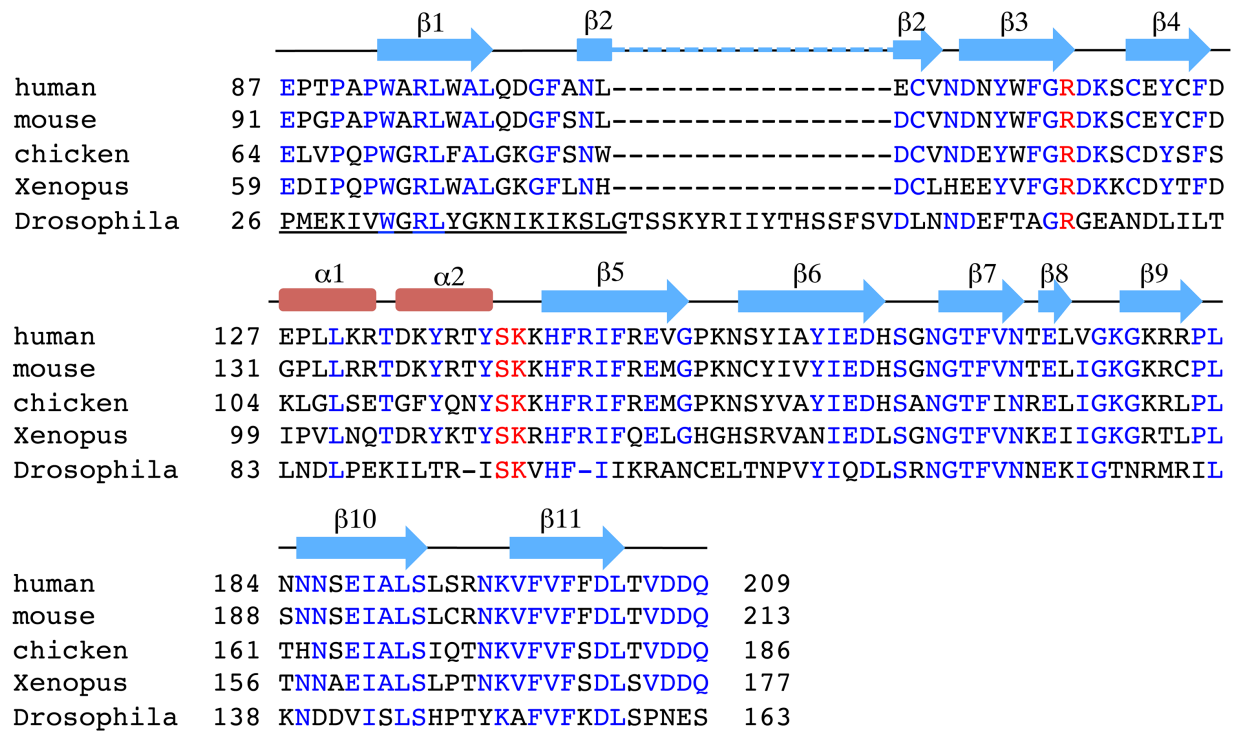 β1 β2 β2 β3 β4
human 87 EPTPAPWARLWALQDGFANL-----------------ECVNDNYWFGRDKSCEYCFD
mouse 91 EPGPAPWARLWALQDGFSNL-----------------DCVNDNYWFGRDKSCEYCFD
chicken 64 ELVPQPWGRLFALGKGFSNW-----------------DCVNDEYWFGRDKSCDYSFS
Xenopus 59 EDIPQPWGRLWALGKGFLNH-----------------DCLHEEYVFGRDKKCDYTFD
Drosophila 26 PMEKIVWGRLYGKNIKIKSLGTSSKYRIIYTHSSFSVDLNNDEFTAGRGEANDLILT
α1 α2 β5 β6 β7 β8 β9
human 127 EPLLKRTDKYRTYSKKHFRIFREVGPKNSYIAYIEDHSGNGTFVNTELVGKGKRRPL
mouse 131 GPLLRRTDKYRTYSKKHFRIFREMGPKNCYIVYIEDHSGNGTFVNTELIGKGKRCPL
chicken 104 KLGLSETGFYQNYSKKHFRIFREMGPKNSYVAYIEDHSANGTFINRELIGKGKRLPL
Xenopus 99 IPVLNQTDRYKTYSKRHFRIFQELGHGHSRVANIEDLSGNGTFVNKEIIGKGRTLPL
Drosophila 83 LNDLPEKILTR-ISKVHF-IIKRANCELTNPVYIQDLSRNGTFVNNEKIGTNRMRIL
β10 β11
human 184 NNNSEIALSLSRNKVFVFFDLTVDDQ 209
mouse 188 SNNSEIALSLCRNKVFVFFDLTVDDQ 213
chicken 161 THNSEIALSIQTNKVFVFSDLTVDDQ 186
Xenopus 156 TNNAEIALSLPTNKVFVFSDLSVDDQ 177
Drosophila 138 KNDDVISLSHPTYKAFVFKDLSPNES 163